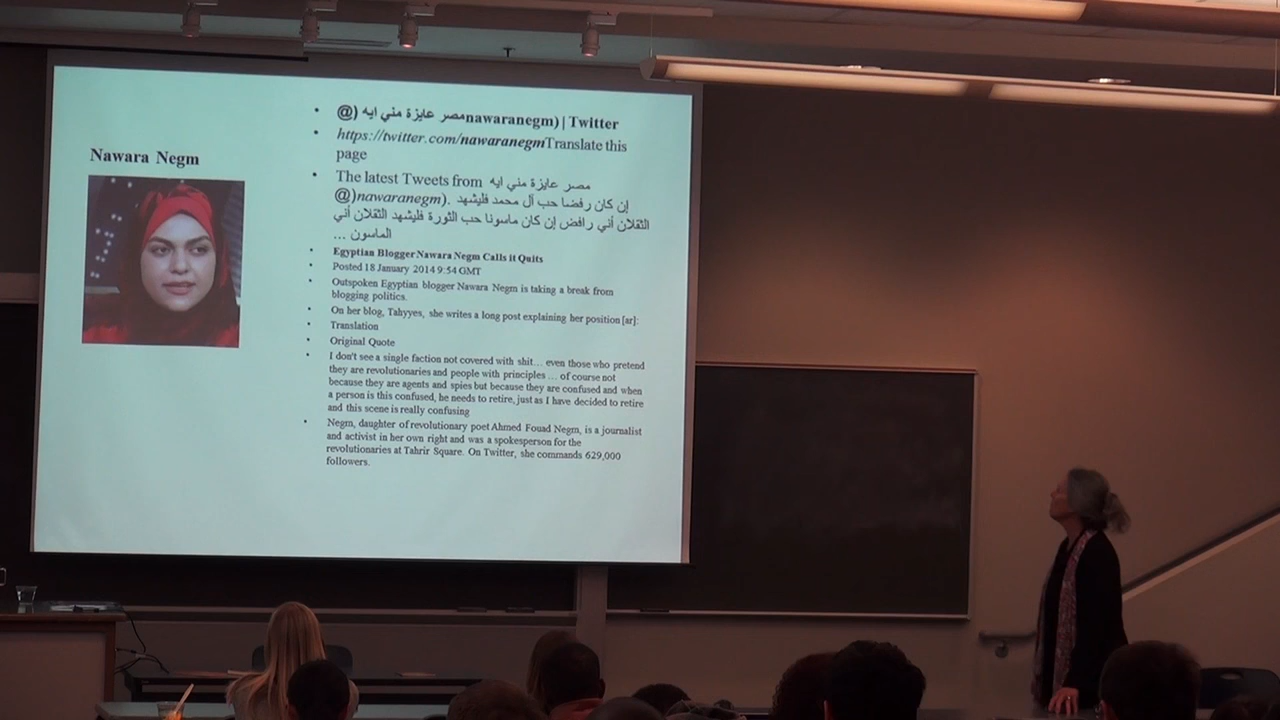 Nawara Negm
• @) مصر عايزة مني ايهnawaranegm) | Twitter
• https://twitter.com/nawaranegmTranslate this
page
• The latest Tweets from مصر عايزة مني ايه
@)nawaranegm). إن كان رفضا حب آل محمد فليشهد
الثقلان أني رافض إن كان ماسونا حب الثورة فليشهد الثقلان أني
الماسون ...
• Egyptian Blogger Nawara Negm Calls it Quits
• Posted 18 January 2014 9:54 GMT
• Outspoken Egyptian blogger Nawara Negm is taking a break from
blogging politics.
• On her blog, Tahyyes, she writes a long post explaining her position [ar]:
• Translation
• Original Quote
• I don't see a single faction not covered with shit... even those who pretend
they are revolutionaries and people with principles ... of course not
because they are agents and spies but because they are confused and when
a person is this confused, he needs to retire, just as I have decided to retire
and this scene is really confusing
• Negm, daughter of revolutionary poet Ahmed Fouad Negm, is a journalist
and activist in her own right and was a spokesperson for the
revolutionaries at Tahrir Square. On Twitter, she commands 629,000
followers.